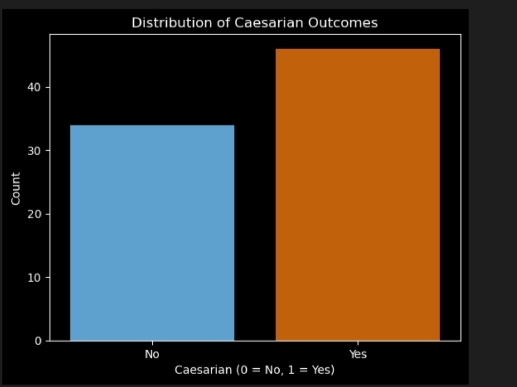 Distribution of Caesarian Outcomes
Count
40
30
20
10
0
No Yes
Caesarian (0 = No, 1 = Yes)